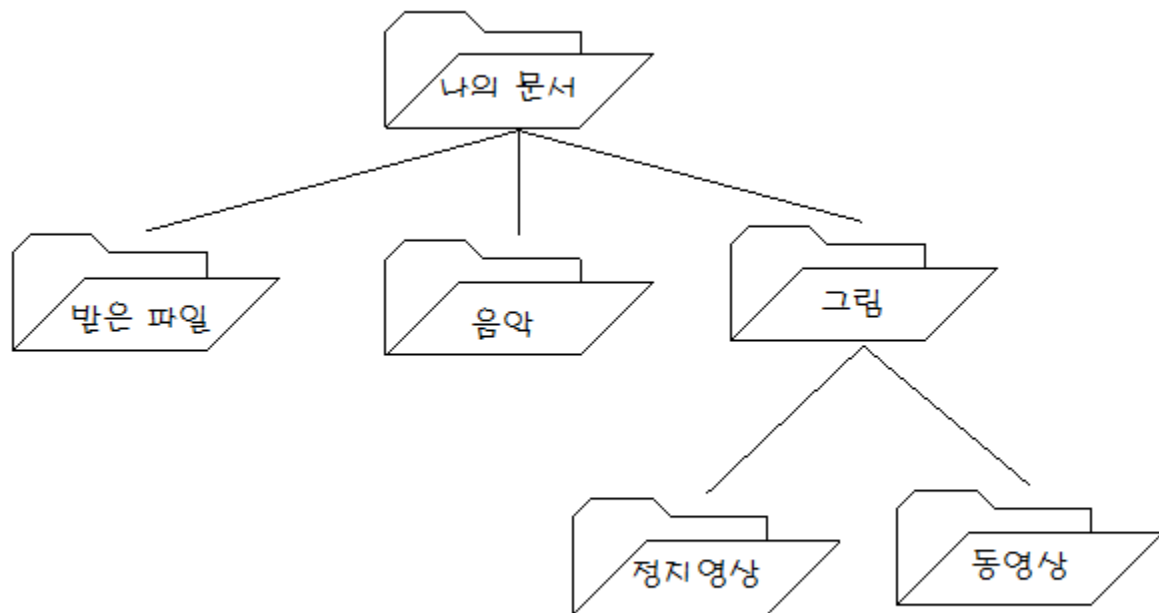 나의 문서
받은 파일
음악
그림
정지영상
동영상